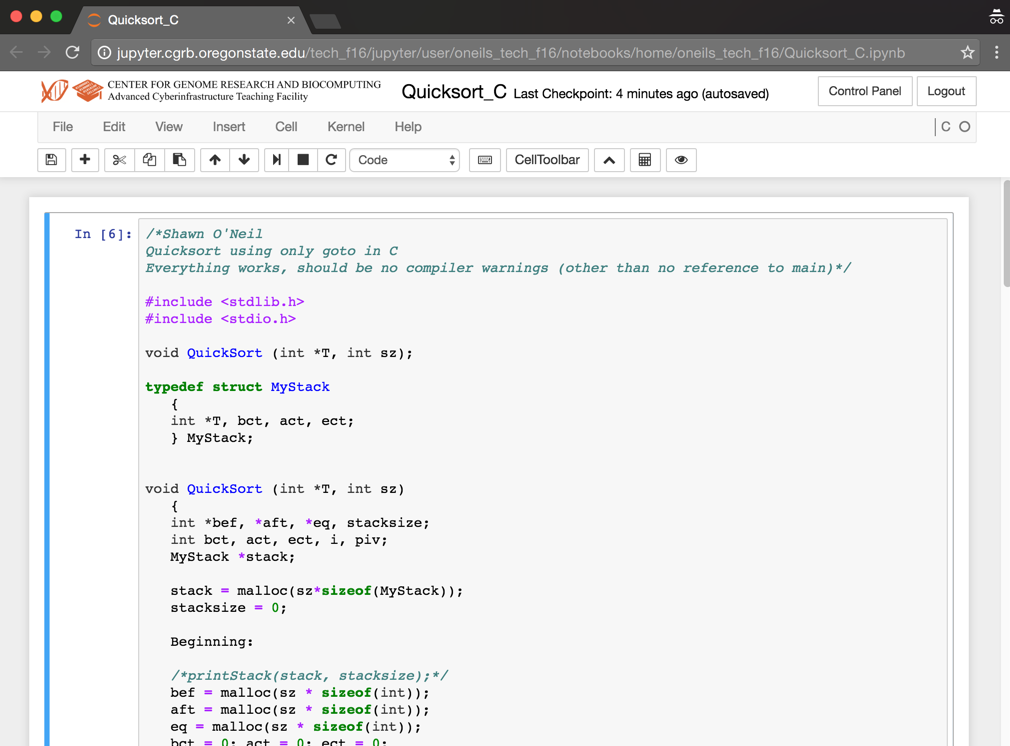 Quicksort_C
jupyter.cgrb.oregonstate.edu/tech_f16/jupyter/user/oneils_tech_f16/notebooks/home/oneils_tech_f16/Quicksort_C.ipynb
CENTER FOR GENOME RESEARCH AND BIOCOMPUTING
Advanced Cyberinfrastructure Teaching Facility
Quicksort_C Last Checkpoint: 4 minutes ago (autosaved)
Control Panel
Logout
File Edit View Insert Cell Kernel Help
C
Code
CellToolbar
In [6]:
/*Shawn O'Neil
Quicksort using only goto in C
Everything works, should be no compiler warnings (other than no reference to main)*/
#include <stdlib.h>
#include <stdio.h>
void QuickSort (int *T, int sz);
typedef struct MyStack
{
int *T, bct, act, ect;
} MyStack;
void QuickSort (int *T, int sz)
{
int *bef, *aft, *eq, stacksize;
int bct, act, ect, i, piv;
MyStack *stack;
stack = malloc(sz*sizeof(MyStack));
stacksize = 0;
Beginning:
/*printStack(stack, stacksize);*/
bef = malloc(sz * sizeof(int));
aft = malloc(sz * sizeof(int));
eq = malloc(sz * sizeof(int));
bct = 0; act = 0; ect = 0;